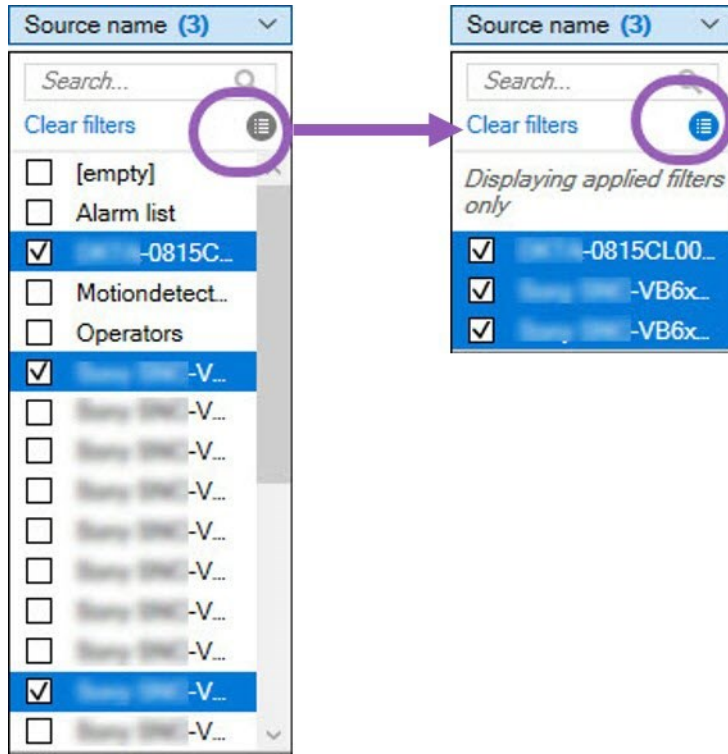 Source name (3)
Search...
Clear filters
[empty]
Alarm list
-0815C...
Motiondetect...
Operators
-V...
-V...
-V...
-V...
-V...
-V...
-V...
-V...
-V...
-V...
Source name (3)
Search...
Clear filters
Displaying applied filters
only
-0815CL00...
-VB6x...
-VB6x...